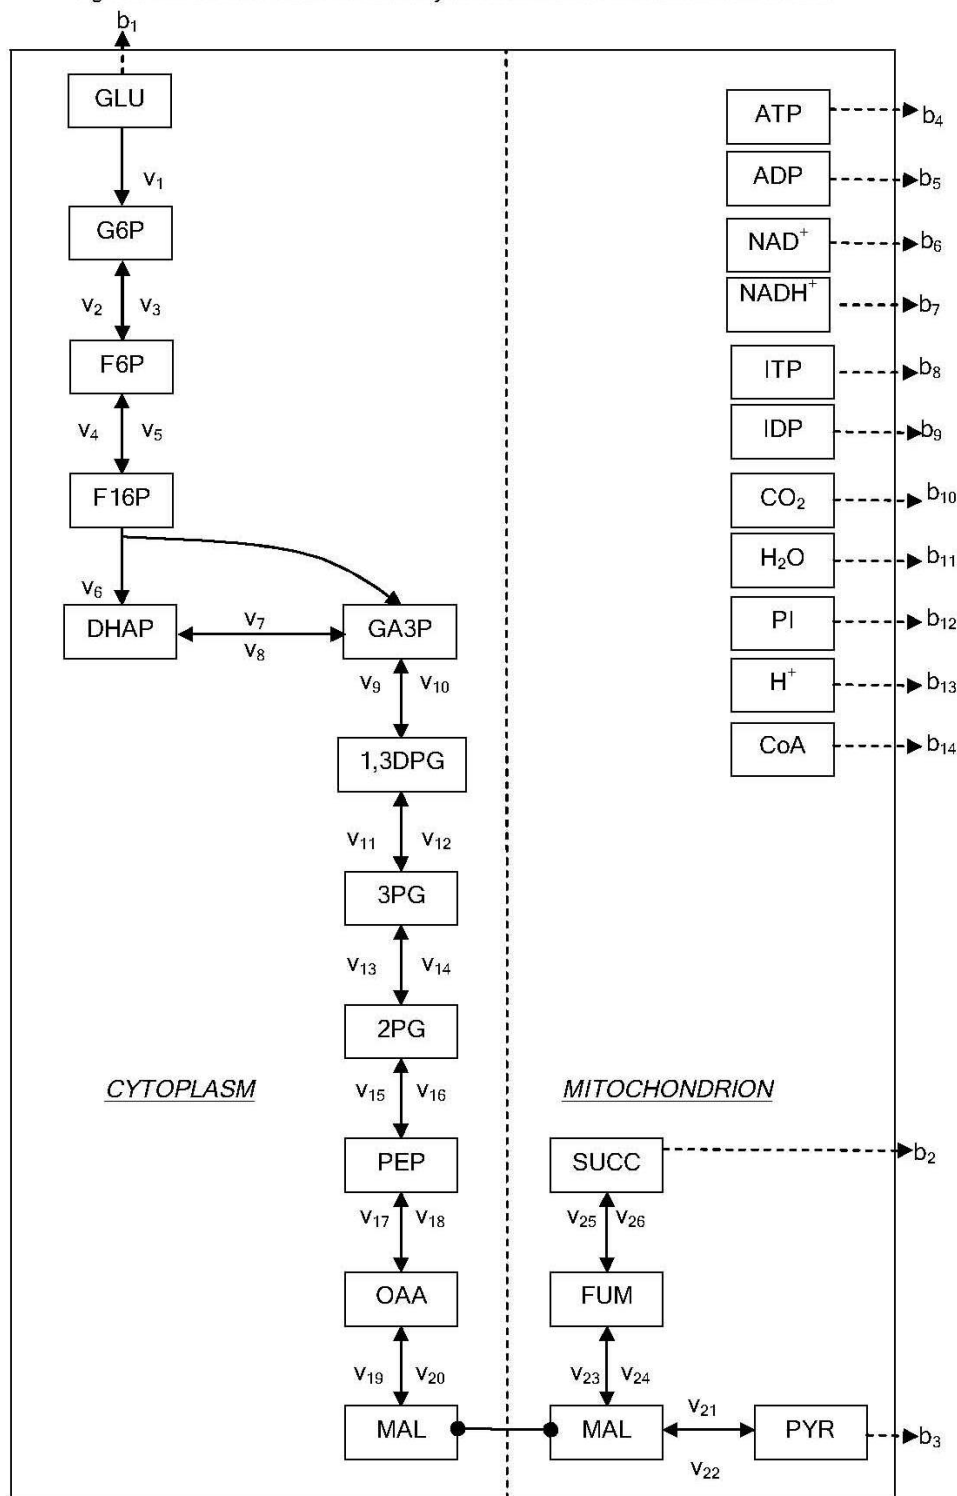 b₁
GLU
v₁
G6P
v₂ v₃
F6P
v₄ v₅
F16P
v₆
DHAP
v₇
v₈
GA3P
v₉ v₁₀
1,3DPG
v₁₁ v₁₂
3PG
v₁₃ v₁₄
2PG
v₁₅ v₁₆
CYTOPLASM
PEP
v₁₇ v₁₈
OAA
v₁₉ v₂₀
MAL
ATP b₄
ADP b₅
NAD⁺ b₆
NADH⁺ b₇
ITP b₈
IDP b₉
CO₂ b₁₀
H₂O b₁₁
PI b₁₂
H⁺ b₁₃
CoA b₁₄
MITOCHONDRION
SUCC b₂
v₂₅ v₂₆
FUM
v₂₃ v₂₄
MAL
v₂₁
v₂₂
PYR b₃